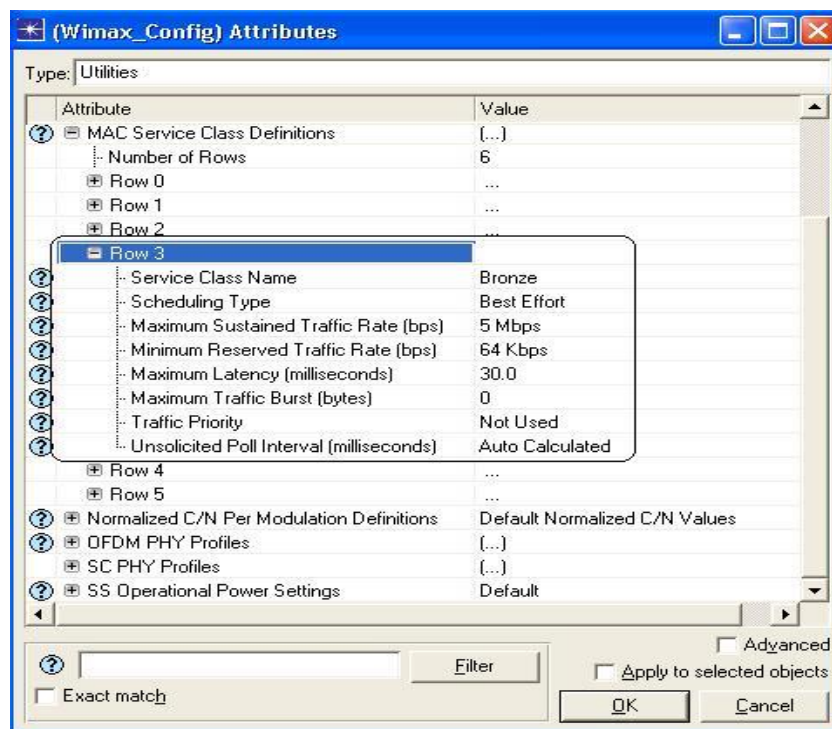 (Wimax_Config) Attributes
Type: Utilities
Attribute Value
MAC Service Class Definitions (...)
Number of Rows 6
Row 0 ...
Row 1 ...
Row 2 ...
Row 3
Service Class Name Bronze
Scheduling Type Best Effort
Maximum Sustained Traffic Rate (bps) 5 Mbps
Minimum Reserved Traffic Rate (bps) 64 Kbps
Maximum Latency (milliseconds) 30.0
Maximum Traffic Burst (bytes) 0
Traffic Priority Not Used
Unsolicited Poll Interval (milliseconds) Auto Calculated
Row 4 ...
Row 5 ...
Normalized C/N Per Modulation Definitions Default Normalized C/N Values
OFDM PHY Profiles (...)
SC PHY Profiles (...)
SS Operational Power Settings Default
Advanced
Filter Apply to selected objects
Exact match
OK Cancel